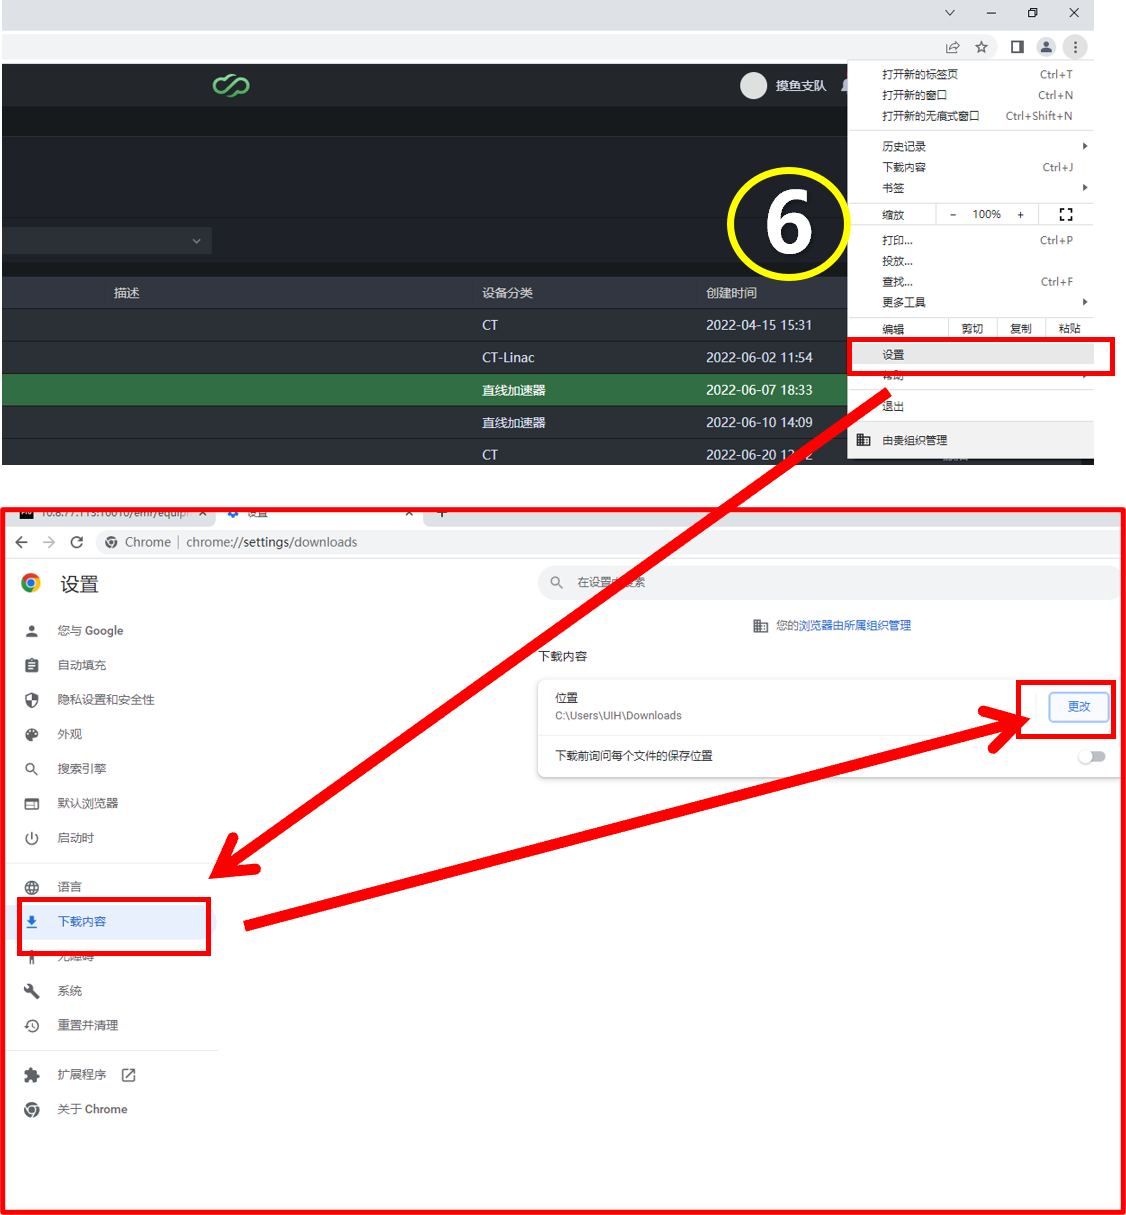 打开新的标签页 Ctrl+T
打开新的窗口 Ctrl+N
打开新的无痕式窗口 Ctrl+Shift+N
摸鱼支队
历史记录
下载内容 Ctrl+J
书签
缩放 − 100% +
6
打印... Ctrl+P
投放...
查找... Ctrl+F
更多工具
编辑 剪切 复制 粘贴
设置
帮助
退出
由贵组织管理
描述 设备分类 创建时间
CT 2022-04-15 15:31
CT-Linac 2022-06-02 11:54
直线加速器 2022-06-07 18:33
直线加速器 2022-06-10 14:09
CT 2022-06-20
设置
Chrome | chrome://settings/downloads
设置
在设置中搜索
您与 Google
自动填充
隐私设置和安全性
外观
搜索引擎
默认浏览器
启动时
语言
下载内容
无障碍
系统
重置并清理
扩展程序
关于 Chrome
您的浏览器由所属组织管理
下载内容
位置
C:\Users\UIH\Downloads
更改
下载前询问每个文件的保存位置